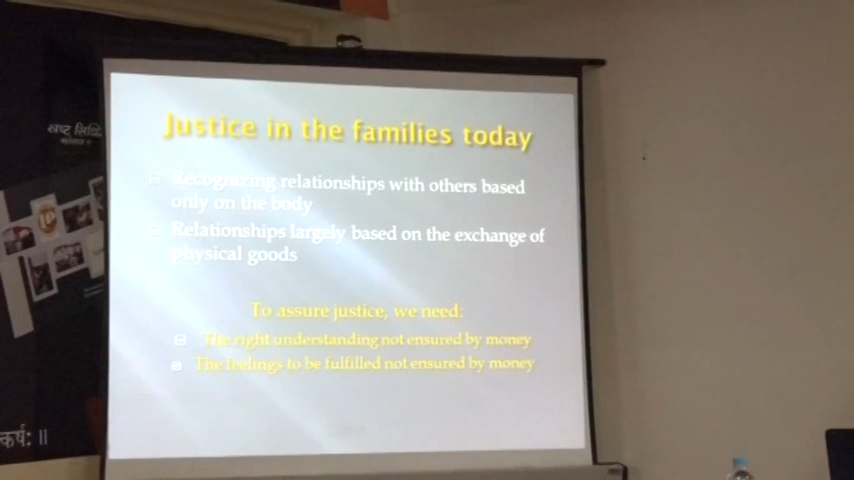 Justice in the families today
Recognizing relationships with others based
only on the body
Relationships largely based on the exchange of
physical goods
To assure justice, we need:
The right understanding not ensured by money
The feelings to be fulfilled not ensured by money